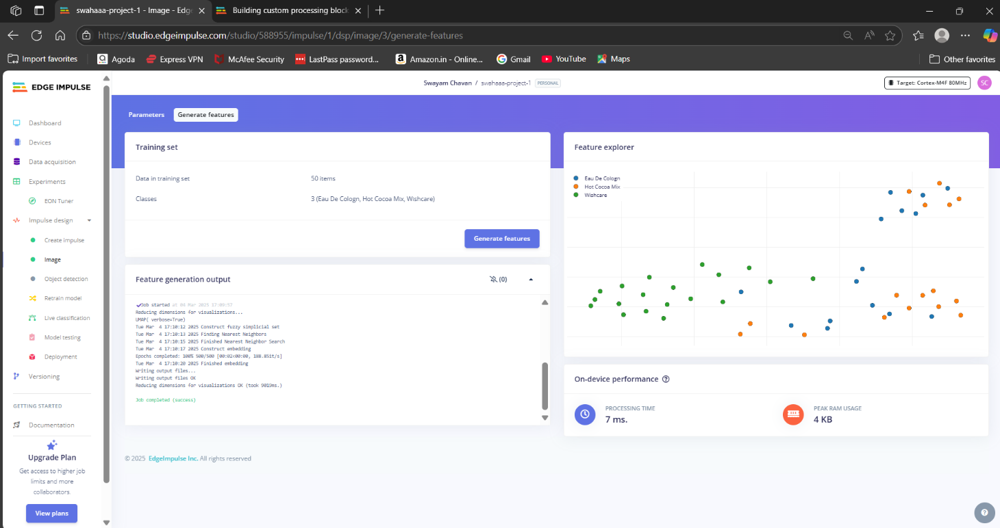 swahaaa-project-1 - Image - Edge
Building custom processing block
https://studio.edgeimpulse.com/studio/588955/impulse/1/dsp/image/3/generate-features
Import favorites
Agoda
Express VPN
McAfee Security
LastPass password...
Amazon.in - Online...
Gmail
YouTube
Maps
Other favorites
EDGE IMPULSE
Swayam Chavan / swahaaa-project-1 PERSONAL
Target: Cortex-M4F 80MHz
SC
Dashboard
Devices
Data acquisition
Experiments
EON Tuner
Impulse design
Create impulse
Image
Object detection
Retrain model
Live classification
Model testing
Deployment
Versioning
GETTING STARTED
Documentation
Upgrade Plan
Get access to higher job
limits and more
collaborators.
View plans
Parameters
Generate features
Training set
Data in training set 50 items
Classes 3 (Eau De Cologn, Hot Cocoa Mix, Wishcare)
Generate features
Feature generation output
(0)
Job started at 04 Mar 2025 17:09:57
Reducing dimensions for visualizations...
UMAP( verbose=True)
Tue Mar 4 17:10:12 2025 Construct fuzzy simplicial set
Tue Mar 4 17:10:13 2025 Finding Nearest Neighbors
Tue Mar 4 17:10:15 2025 Finished Nearest Neighbor Search
Tue Mar 4 17:10:17 2025 Construct embedding
Epochs completed: 100% 500/500 [00:02<00:00, 188.85it/s]
Tue Mar 4 17:10:20 2025 Finished embedding
Writing output files...
Writing output files OK
Reducing dimensions for visualizations OK (took 9019ms.)
Job completed (success)
Feature explorer
Eau De Cologn
Hot Cocoa Mix
Wishcare
On-device performance
PROCESSING TIME
7 ms.
PEAK RAM USAGE
4 KB
© 2025 EdgeImpulse Inc. All rights reserved